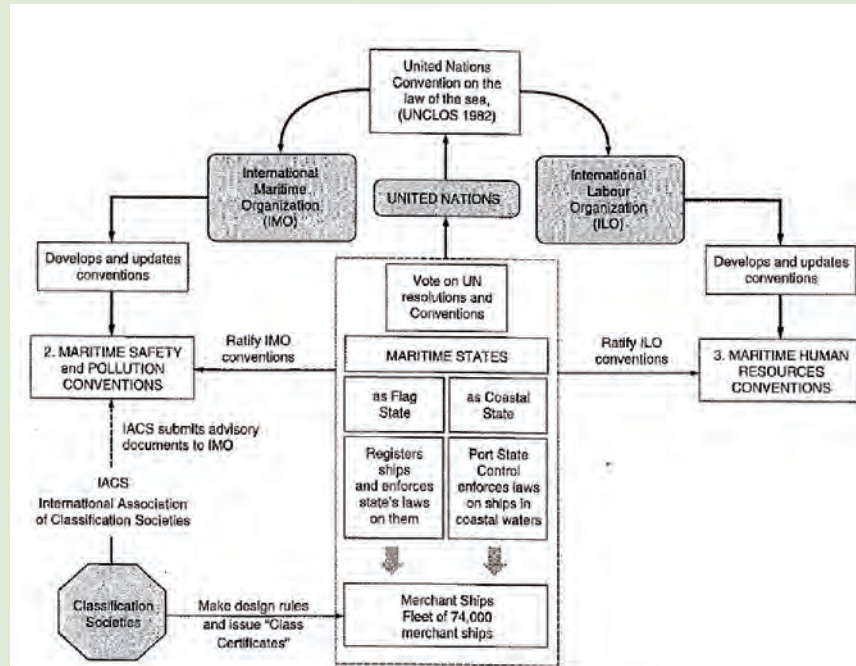 United Nations
Convention on the
law of the sea,
(UNCLOS 1982)
International
Maritime
Organization
(IMO)
UNITED NATIONS
International
Labour
Organization
(ILO)
Develops and updates
conventions
Vote on UN
resolutions and
Conventions
Develops and updates
conventions
2. MARITIME SAFETY
and POLLUTION
CONVENTIONS
Ratify IMO
conventions
MARITIME STATES
Ratify ILO
conventions
3. MARITIME HUMAN
RESOURCES
CONVENTIONS
as Flag
State
as Coastal
State
IACS submits advisory
documents to IMO
Registers
ships
and enforces
state's laws
on them
Port State
Control
enforces laws
on ships in
coastal waters
IACS
International Association
of Classification Societies
Classification
Societies
Make design rules
and issue "Class
Certificates"
Merchant Ships
Fleet of 74,000
merchant ships